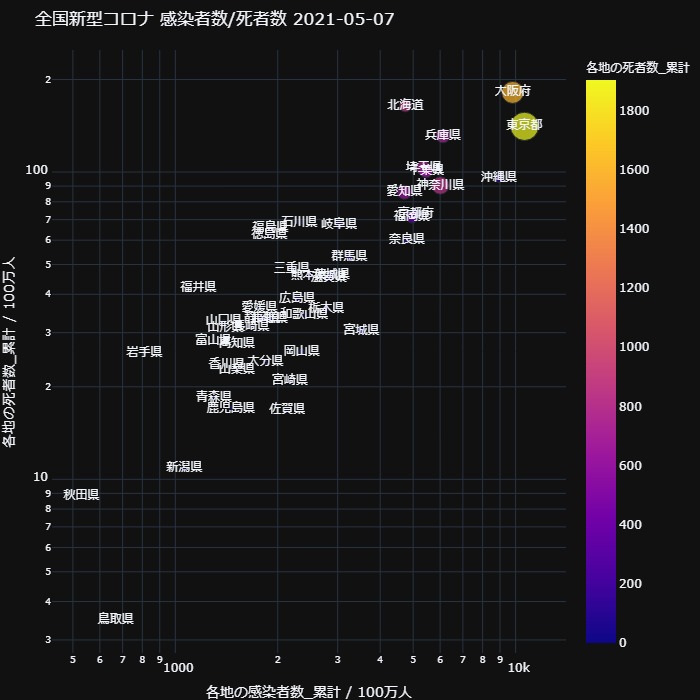 全国新型コロナ 感染者数/死者数 2021-05-07
各地の死者数_累計
2
100
9
8
7
6
5
4
3
2
10
9
8
7
6
5
4
3
大阪府
北海道
東京都
兵庫県
埼玉県
沖縄県
神奈川県
愛知県
京都府
福岡県
石川県
岐阜県
福島県
徳島県
奈良県
群馬県
三重県
熊本県
茨城県
滋賀県
福井県
広島県
愛媛県
栃木県
和歌山県
山口県
山形県
長崎県
宮城県
富山県
高知県
岩手県
岡山県
大分県
香川県
山梨県
宮崎県
青森県
鹿児島県
佐賀県
新潟県
秋田県
鳥取県
5
6
7
8
9
1000
2
3
4
5
6
7
8
9
10k
各地の感染者数_累計 / 100万人
各地の死者数_累計 / 100万人
1800
1600
1400
1200
1000
800
600
400
200
0